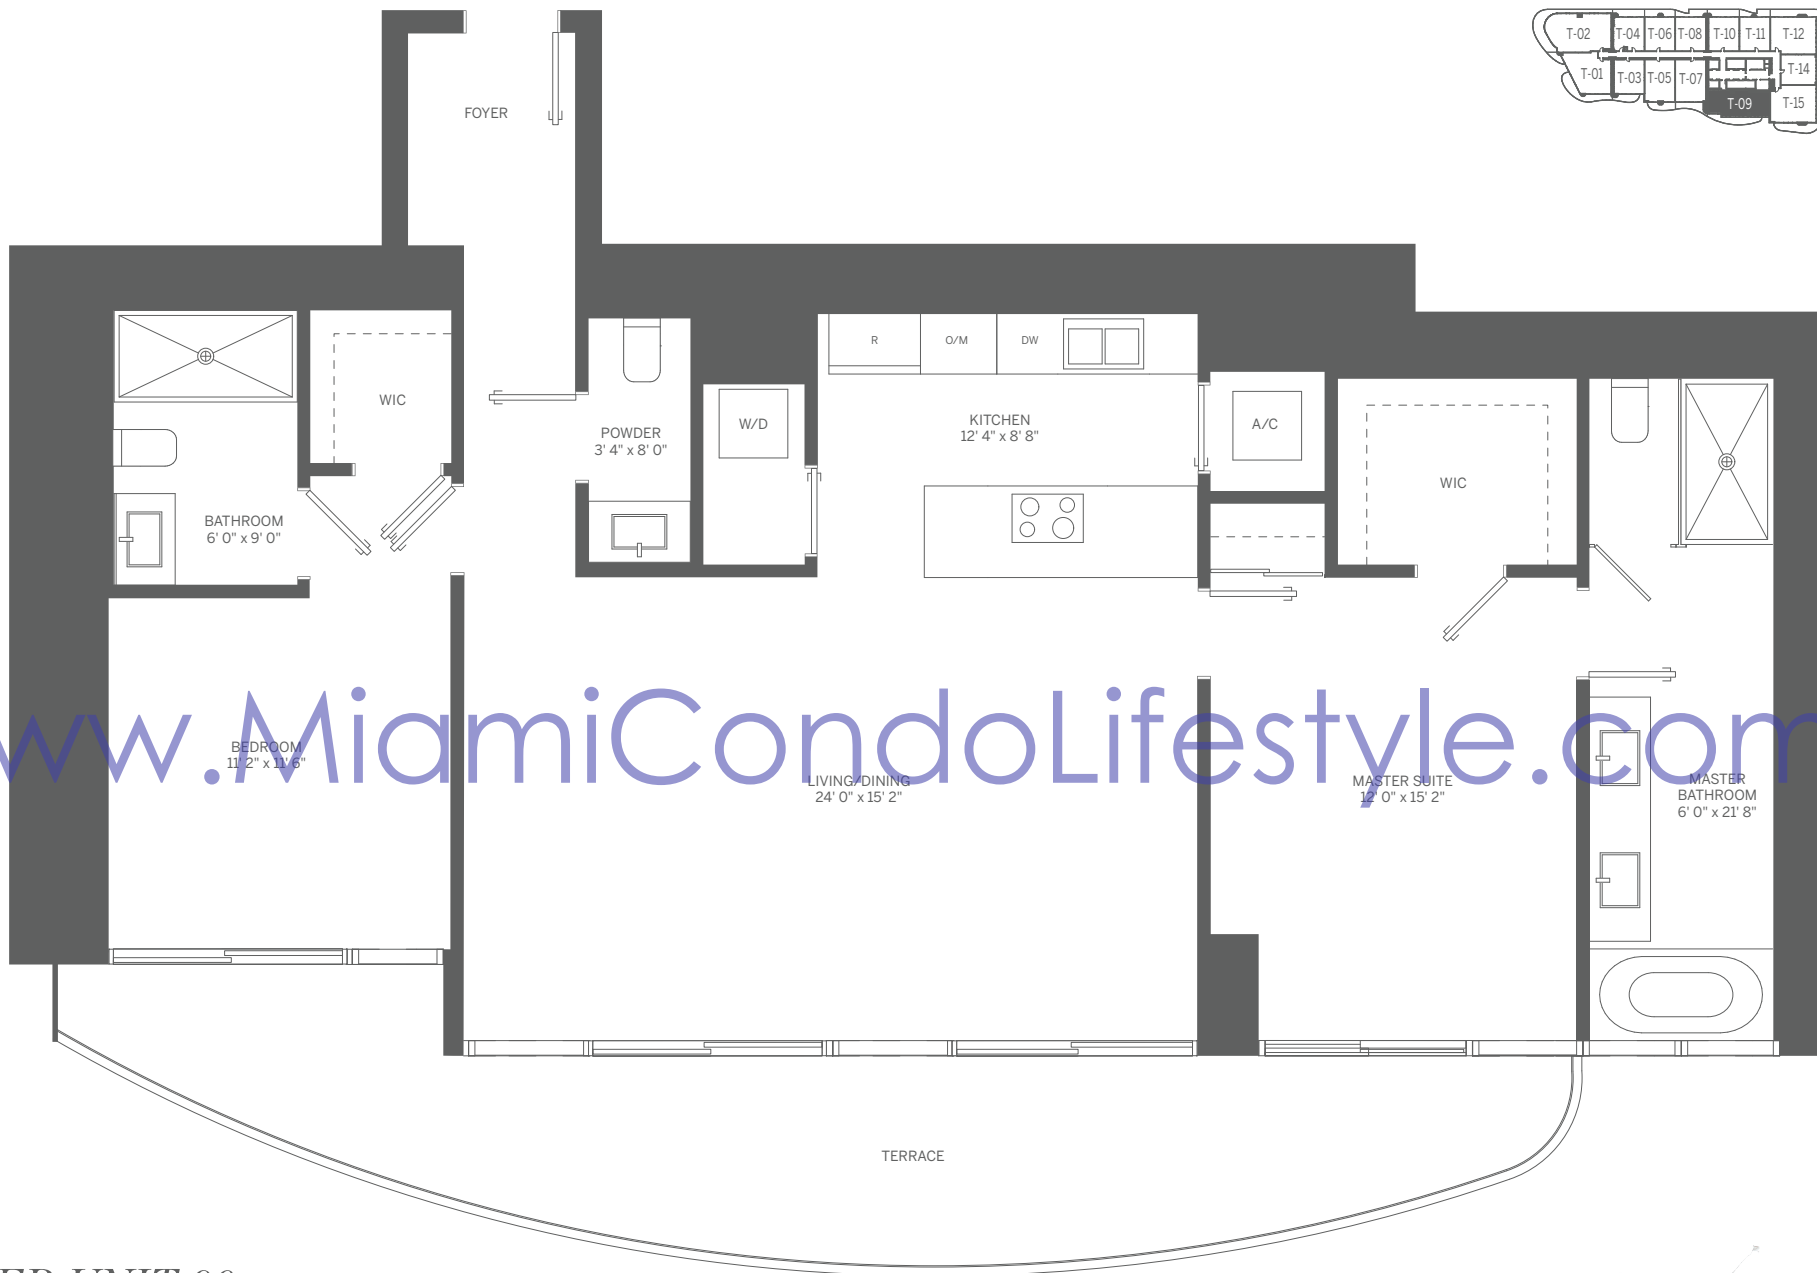 T-02
T-04
T-06
T-08
T-10
T-11
T-12
T-01
T-03
T-05
T-07
T-14
T-09
T-15
FOYER
R
O/M
DW
WIC
KITCHEN
12' 4" x 8' 8"
W/D
A/C
POWDER
3' 4" x 8' 0"
WIC
BATHROOM
6' 0" x 9' 0"
www.MiamiCondoLifestyle.com
BEDROOM
11' 2" x 11' 6"
LIVING/DINING
24' 0" x 15' 2"
MASTER SUITE
12' 0" x 15' 2"
MASTER
BATHROOM
6' 0" x 21' 8"
TERRACE